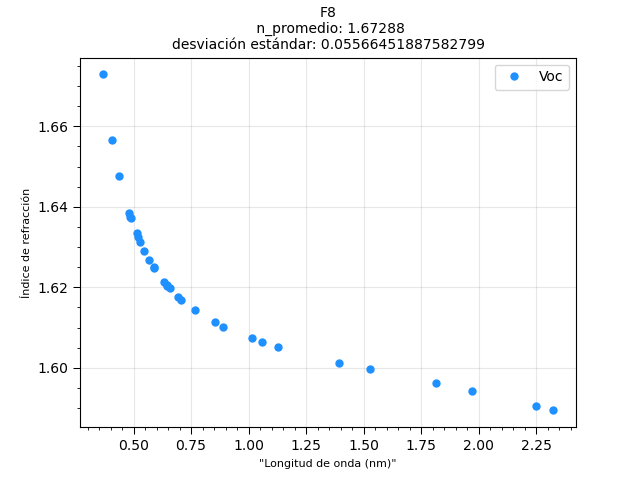 F8
n_promedio: 1.67288
desviación estándar: 0.05566451887582799
Voc
1.66
1.64
1.62
1.60
Índice de refracción
0.50 0.75 1.00 1.25 1.50 1.75 2.00 2.25
"Longitud de onda (nm)"